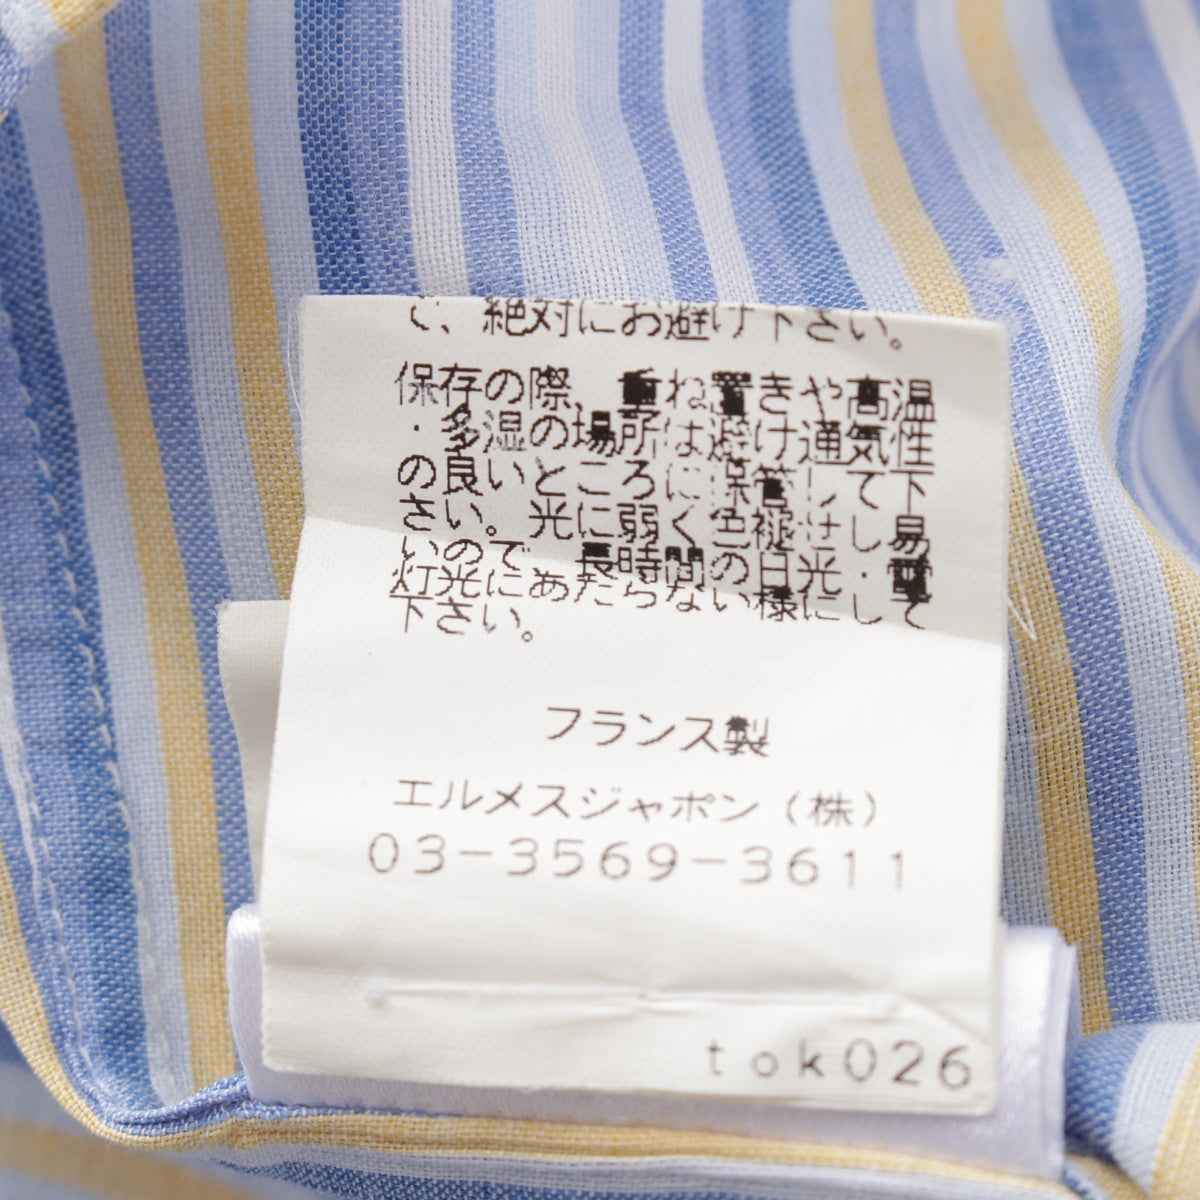 で、絶対にお避け下さい。
保存の際、重ね置きや高温
・多湿の場所は避け通気性
の良いところに保管して下
さい。光に弱く色褪けし易
いので、長時間の日光・電
灯光にあたらない様にして
下さい。
フランス製
エルメスジャポン（株）
03-3569-3611
tok026